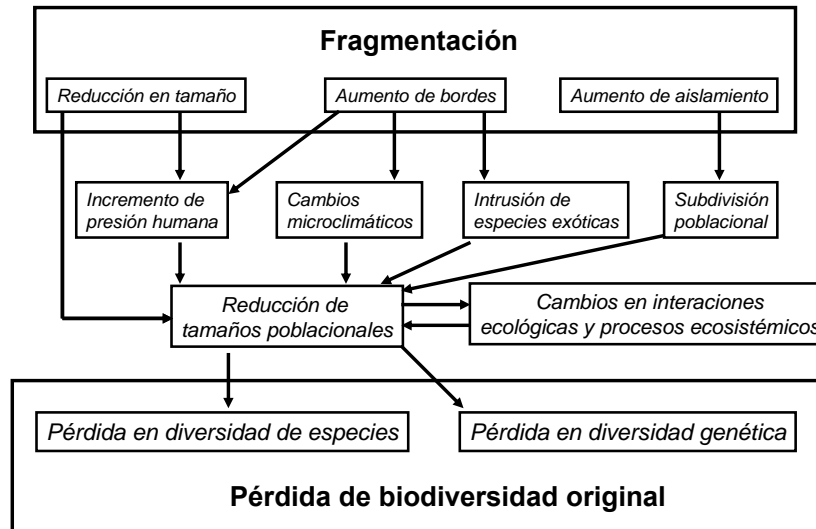 Fragmentación
Reducción en tamaño
Aumento de bordes
Aumento de aislamiento
Incremento de
presión humana
Cambios
microclimáticos
Intrusión de
especies exóticas
Subdivisión
poblacional
Reducción de
tamaños poblacionales
Cambios en interaciones
ecológicas y procesos ecosistémicos
Pérdida en diversidad de especies
Pérdida en diversidad genética
Pérdida de biodiversidad original